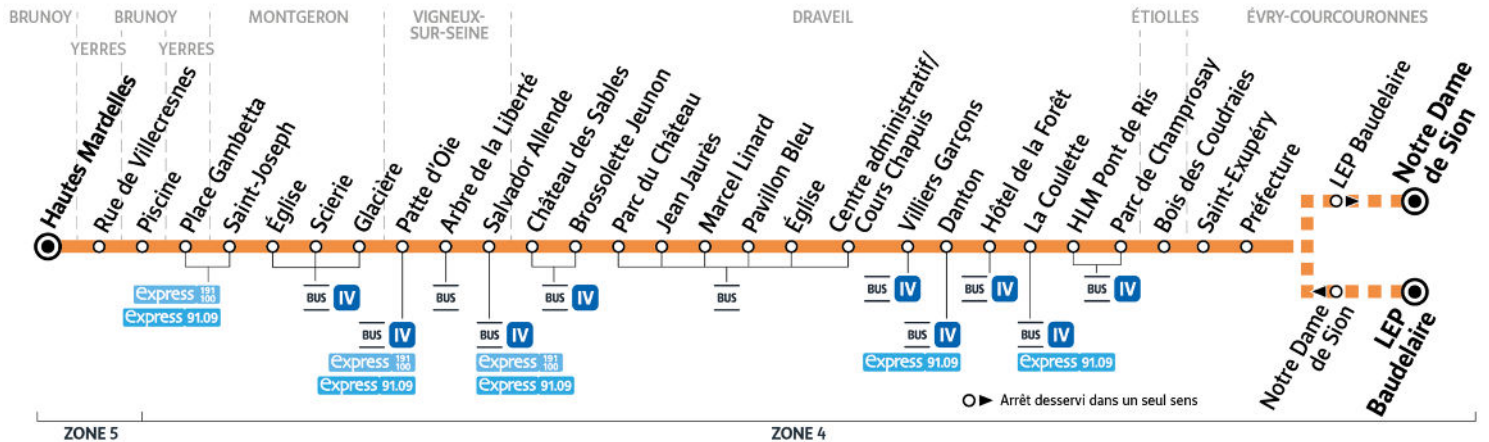 BRUNOY
YERRES
BRUNOY
YERRES
MONTGERON
VIGNEUX-
SUR-SEINE
DRAVEIL
ÉTIOLLES
ÉVRY-COURCOURONNES
Hautes Mardelles
Rue de Villecresnes
Piscine
Place Gambetta
Saint-Joseph
Église
Scierie
Glacière
Patte d'Oie
Arbre de la Liberté
Salvador Allende
Château des Sables
Brossolette Jeunon
Parc du Château
Jean Jaurès
Marcel Linard
Pavillon Bleu
Église
Centre administratif/
Cours Chapuis
Villiers Garçons
Danton
Hôtel de la Forêt
La Coulette
HLM Pont de Ris
Parc de Champrosay
Bois des Coudraies
Saint-Exupéry
Préfecture
LEP Baudelaire
Notre Dame
de Sion
Notre Dame
de Sion
LEP
Baudelaire
express 191 100
express 91.09
BUS IV
BUS IV
express 191 100
express 91.09
BUS
BUS IV
express 191 100
express 91.09
BUS IV
BUS
BUS IV
BUS IV
express 91.09
BUS IV
BUS IV
express 91.09
BUS IV
Arrêt desservi dans un seul sens
ZONE 5
ZONE 4